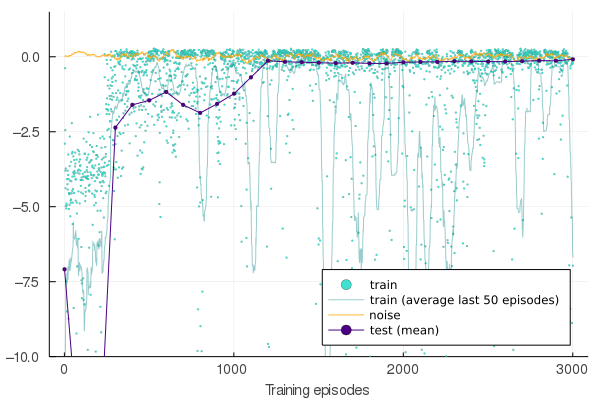 0.0
−2.5
−5.0
−7.5
−10.0
train
train (average last 50 episodes)
noise
test (mean)
0 1000 2000 3000
Training episodes